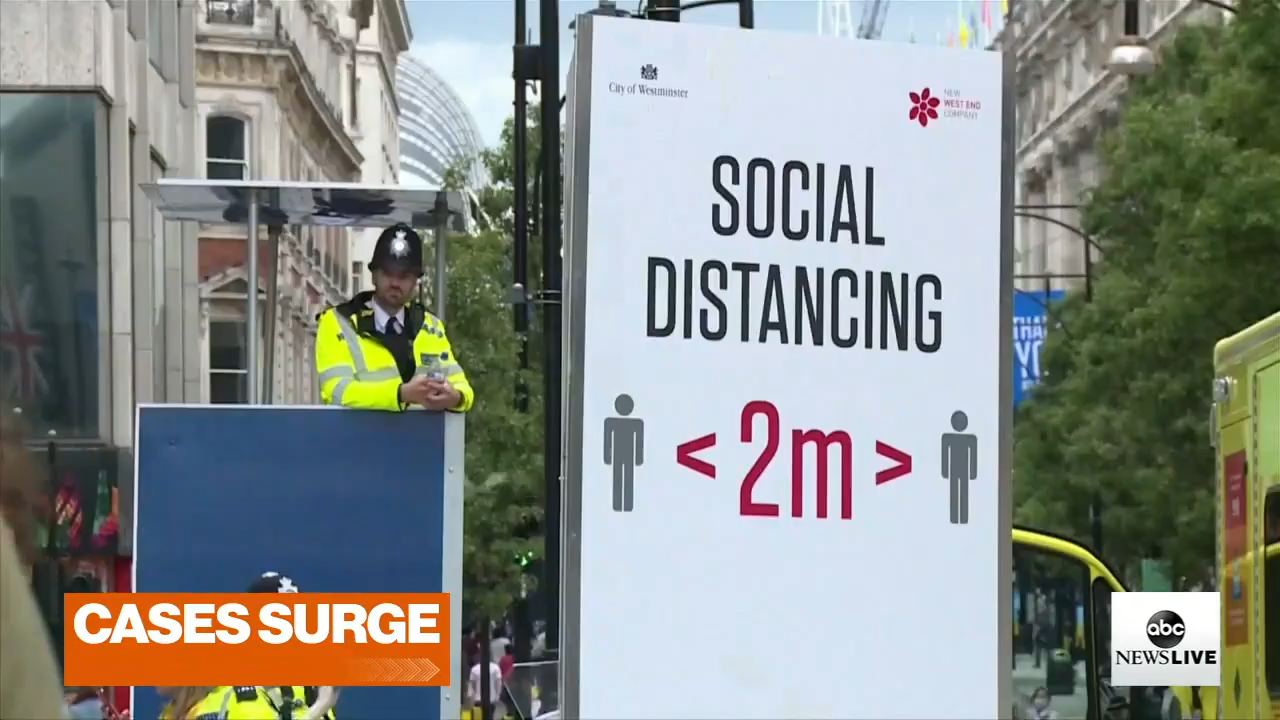 City of Westminster
NEW
WEST END
COMPANY
SOCIAL
DISTANCING
< 2m >
CASES SURGE
abc
NEWS LIVE